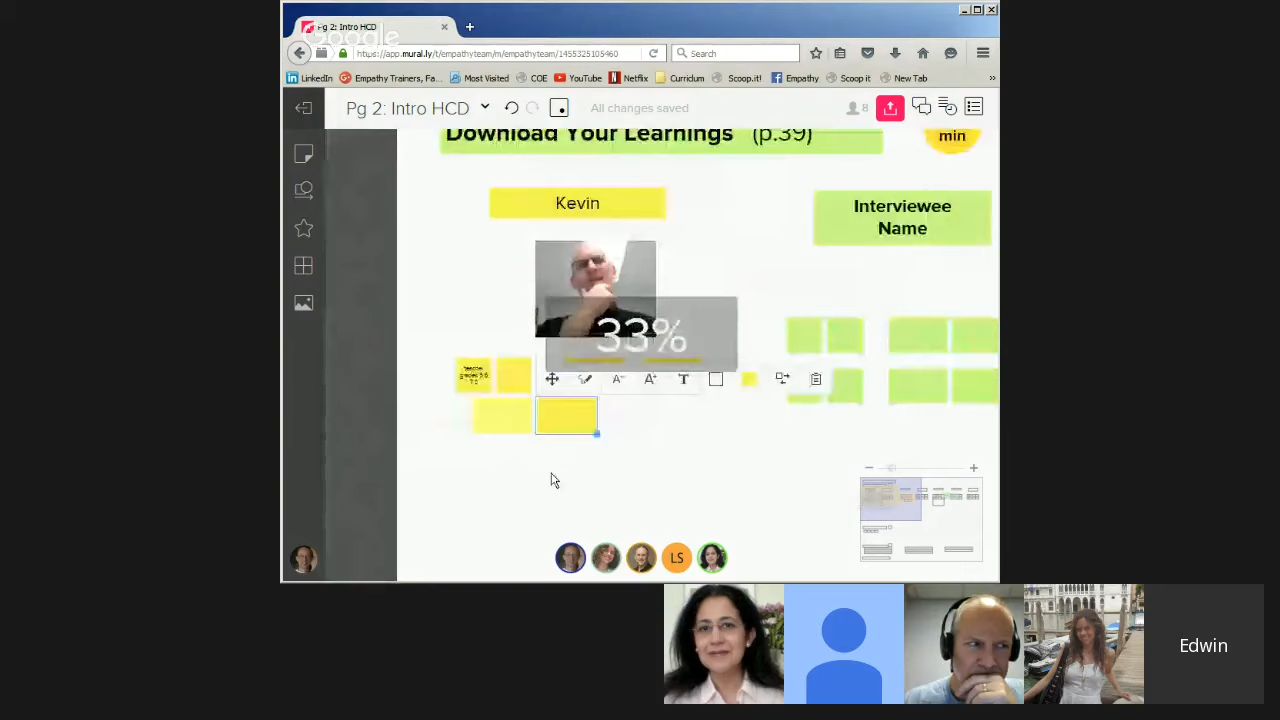 Pg 2: Intro HCD
Google
https://app.mural.ly/t/empathyteam/m/empathyteam/1455325105460
Search
LinkedIn
Empathy Trainers, Fa...
Most Visited
COE
YouTube
Netflix
Curridum
Scoop.it!
Empathy
Scoop it
New Tab
»
Pg 2: Intro HCD
All changes saved
8
Download Your Learnings (p.39)
min
Kevin
Interviewee
Name
33%
A- A+ T
LS
Edwin